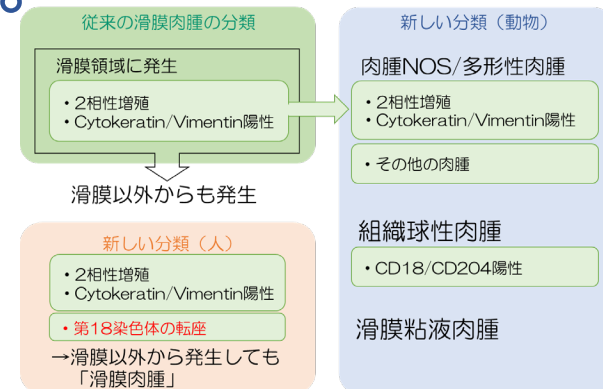 従来の滑膜肉腫の分類
滑膜領域に発生
・2相性増殖
・Cytokeratin/Vimentin陽性
滑膜以外からも発生
新しい分類（人）
・2相性増殖
・Cytokeratin/Vimentin陽性
・第18染色体の転座
→滑膜以外から発生しても
「滑膜肉腫」
新しい分類（動物）
肉腫NOS/多形性肉腫
・2相性増殖
・Cytokeratin/Vimentin陽性
・その他の肉腫
組織球性肉腫
・CD18/CD204陽性
滑膜粘液肉腫